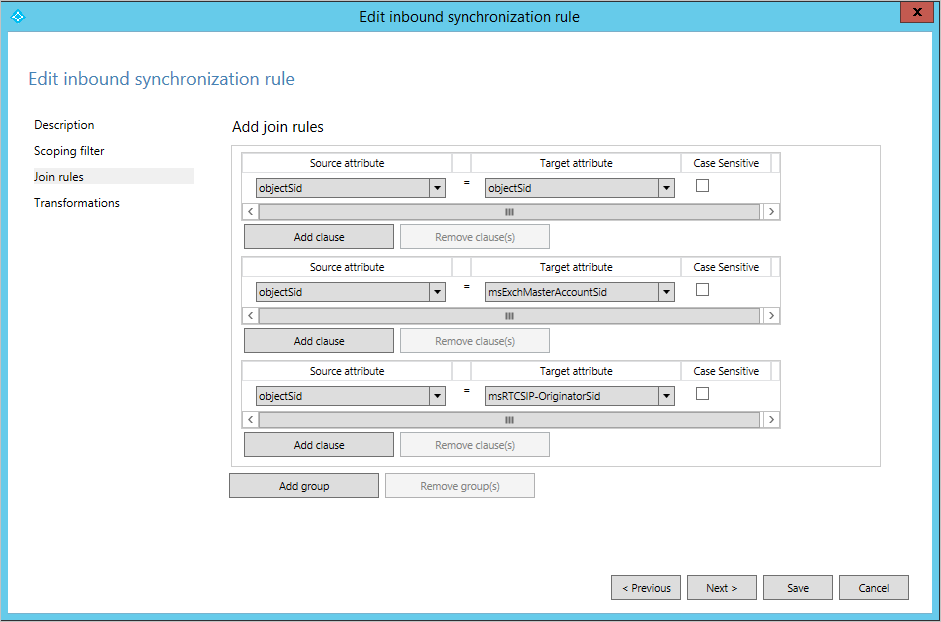 Edit inbound synchronization rule
x
Edit inbound synchronization rule
Description
Scoping filter
Join rules
Transformations
Add join rules
Source attribute Target attribute Case Sensitive
objectSid = objectSid
Add clause Remove clause(s)
Source attribute Target attribute Case Sensitive
objectSid = msExchMasterAccountSid
Add clause Remove clause(s)
Source attribute Target attribute Case Sensitive
objectSid = msRTCSIP-OriginatorSid
Add clause Remove clause(s)
Add group Remove group(s)
< Previous Next > Save Cancel